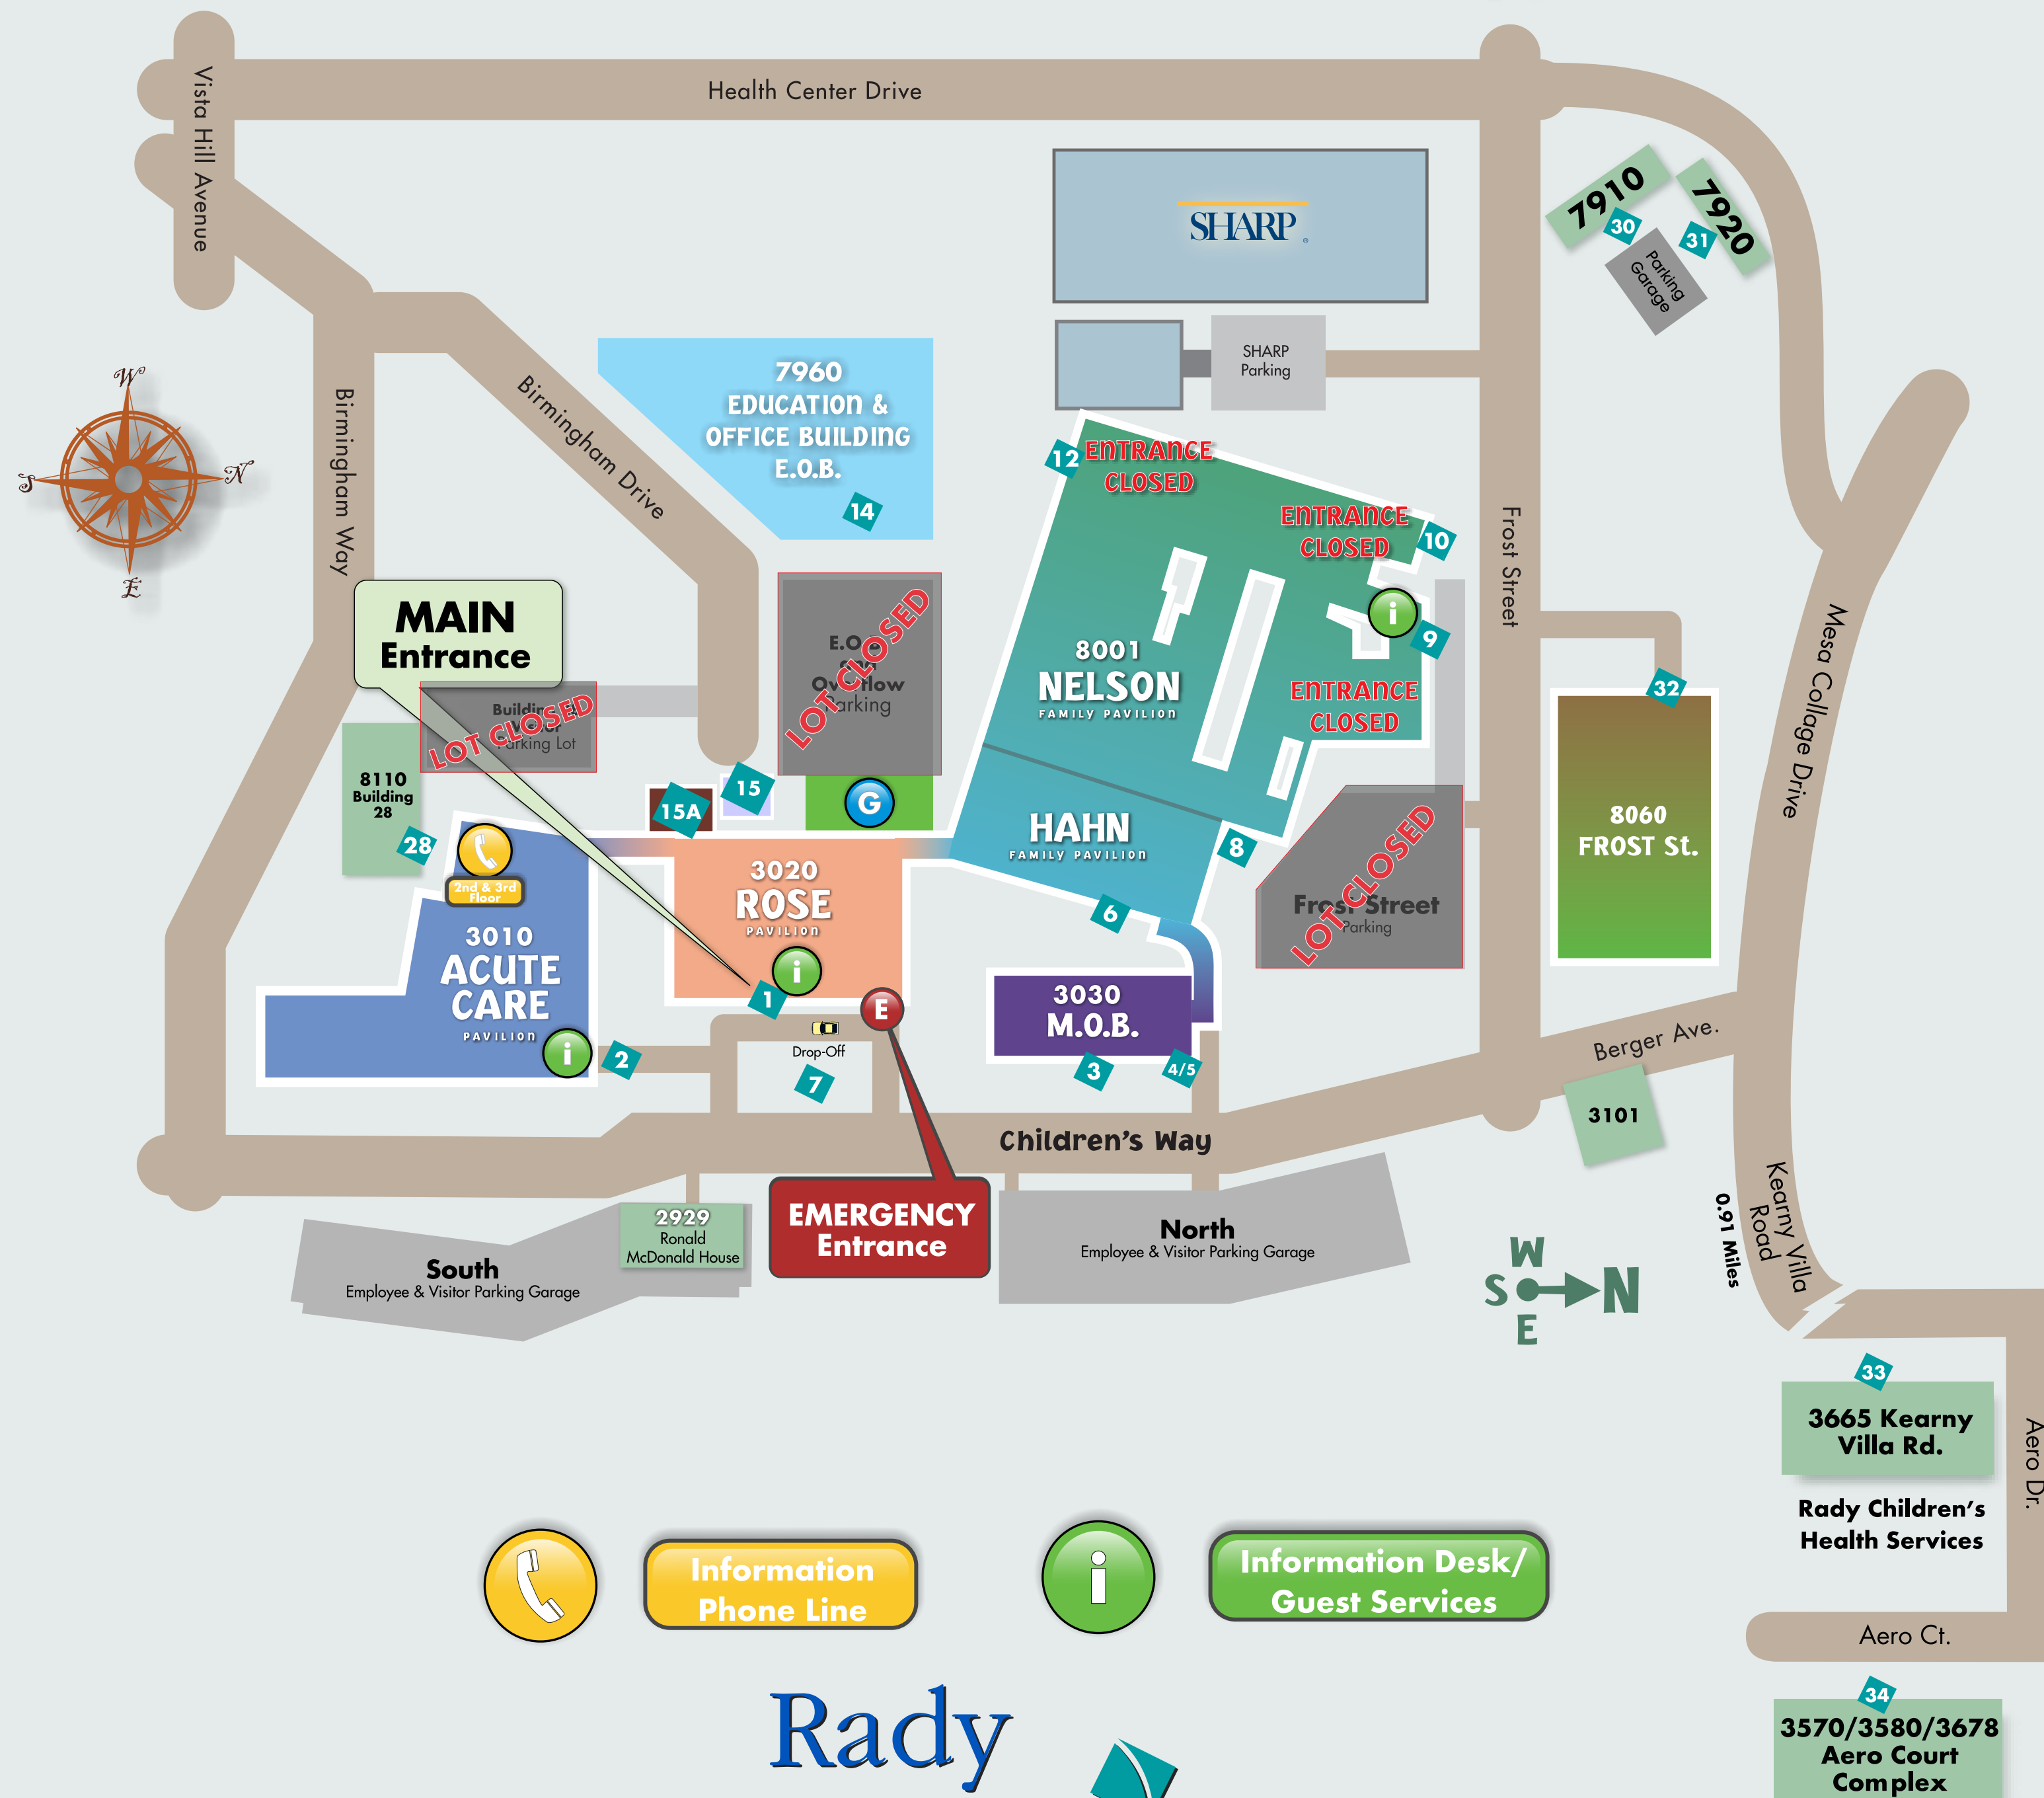 Health Center Drive
Vista Hill Avenue
SHARP
7910
30
7920
31
Parking
Garage
SHARP
Parking
W
S
N
E
Birmingham Way
Birmingham Drive
7960
EDUCATION &
OFFICE BUILDING
E.O.B.
14
12
ENTRANCE
CLOSED
ENTRANCE
CLOSED
10
i
9
ENTRANCE
CLOSED
Frost Street
Mesa Collage Drive
MAIN
Entrance
LOT CLOSED
Parking Lot
LOT CLOSED
Parking
8001
NELSON
FAMILY PAVILION
32
8110
Building
28
28
15A
15
G
HAHN
FAMILY PAVILION
8
6
LOT CLOSED
Frost Street
Parking
8060
FROST St.
2nd & 3rd
Floor
3010
ACUTE
CARE
PAVILION
i
2
3020
ROSE
PAVILION
i
1
E
Drop-Off
7
3030
M.O.B.
3
4/5
Berger Ave.
3101
Children's Way
EMERGENCY
Entrance
2929
Ronald
McDonald House
South
Employee & Visitor Parking Garage
North
Employee & Visitor Parking Garage
W
S
N
E
Kearny Villa
Road
0.91 Miles
33
3665 Kearny
Villa Rd.
Rady Children's
Health Services
Aero Dr.
Aero Ct.
34
3570/3580/3678
Aero Court
Complex
Information
Phone Line
i
Information Desk/
Guest Services
Rady